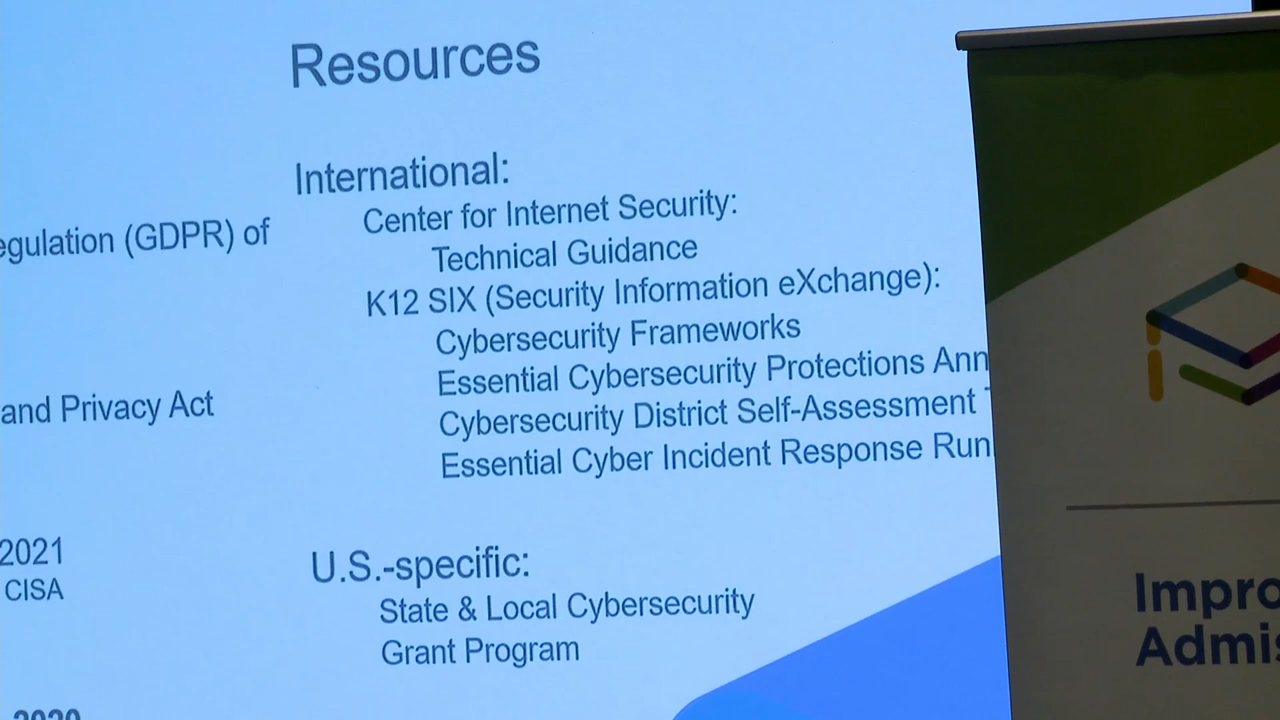 Resources
International:
Center for Internet Security:
Technical Guidance
K12 SIX (Security Information eXchange):
Cybersecurity Frameworks
Essential Cybersecurity Protections Ann
Cybersecurity District Self-Assessment
Essential Cyber Incident Response Run
U.S.-specific:
State & Local Cybersecurity
Grant Program
egulation (GDPR) of
and Privacy Act
2021
CISA
2020
Impro
Admis